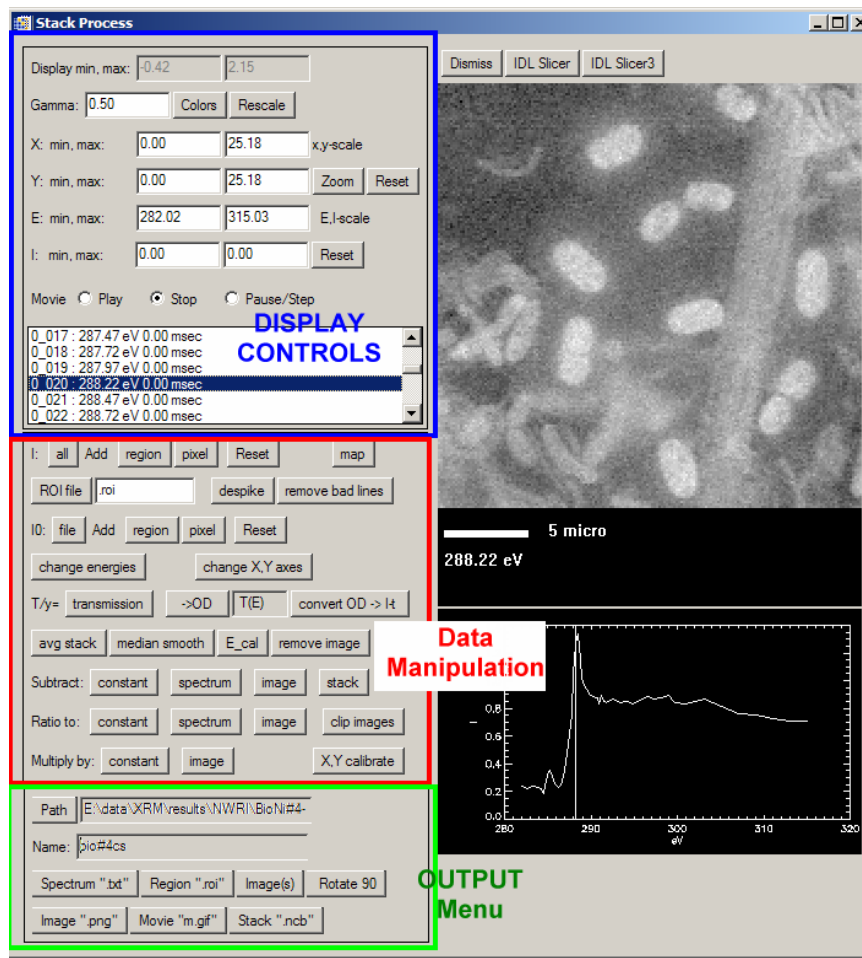 Stack Process
Dismiss IDL Slicer IDL Slicer3
Display min, max: -0.42 2.15
Gamma: 0.50 Colors Rescale
X: min, max: 0.00 25.18 x,y-scale
Y: min, max: 0.00 25.18 Zoom Reset
E: min, max: 282.02 315.03 E,I-scale
I: min, max: 0.00 0.00 Reset
Movie Play Stop Pause/Step
DISPLAY
CONTROLS
0_017 : 287.47 eV 0.00 msec
0_018 : 287.72 eV 0.00 msec
0_019 : 287.97 eV 0.00 msec
0_020 : 288.22 eV 0.00 msec
0_021 : 288.47 eV 0.00 msec
0_022 : 288.72 eV 0.00 msec
I: all Add region pixel Reset map
ROI file .roi despike remove bad lines
I0: file Add region pixel Reset
change energies change X,Y axes
T/y= transmission ->OD T(E) convert OD -> I-t
avg stack median smooth E_cal remove image
Data
Manipulation
Subtract: constant spectrum image stack
Ratio to: constant spectrum image clip images
Multiply by: constant image X,Y calibrate
Path E:\data\XRM\results\NWRI\BioNi#4-
Name: bio#4cs
Spectrum ".txt" Region ".roi" Image(s) Rotate 90
Image ".png" Movie "m.gif" Stack ".ncb"
OUTPUT
Menu
5 micro
288.22 eV
0.8
0.6
0.4
0.2
0.0
I
280 290 300 310 320
eV